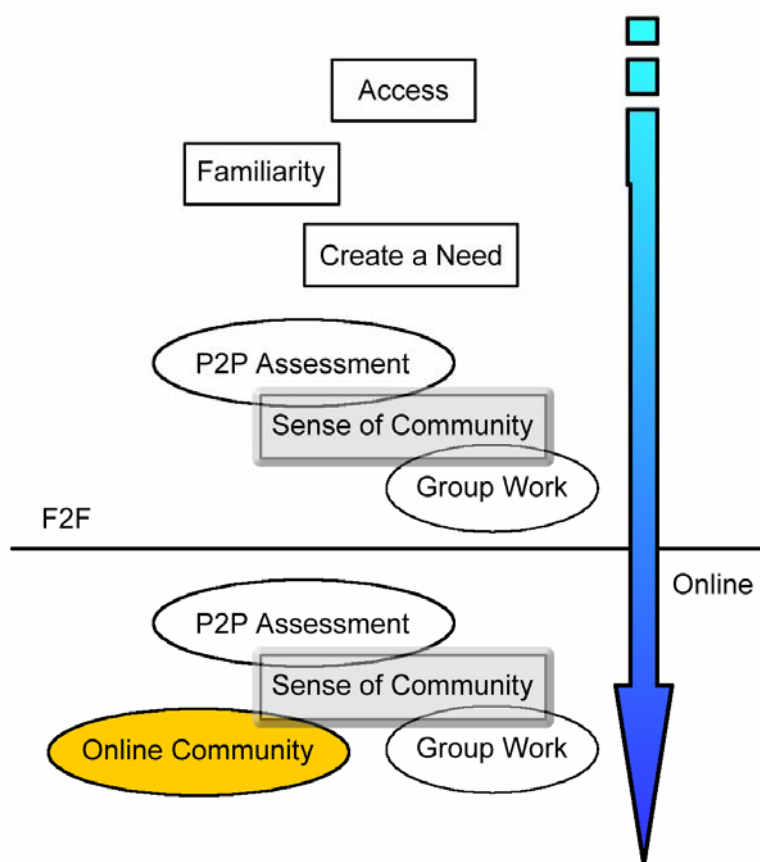 Access
Familiarity
Create a Need
P2P Assessment
Sense of Community
Group Work
F2F
Online
P2P Assessment
Sense of Community
Online Community
Group Work